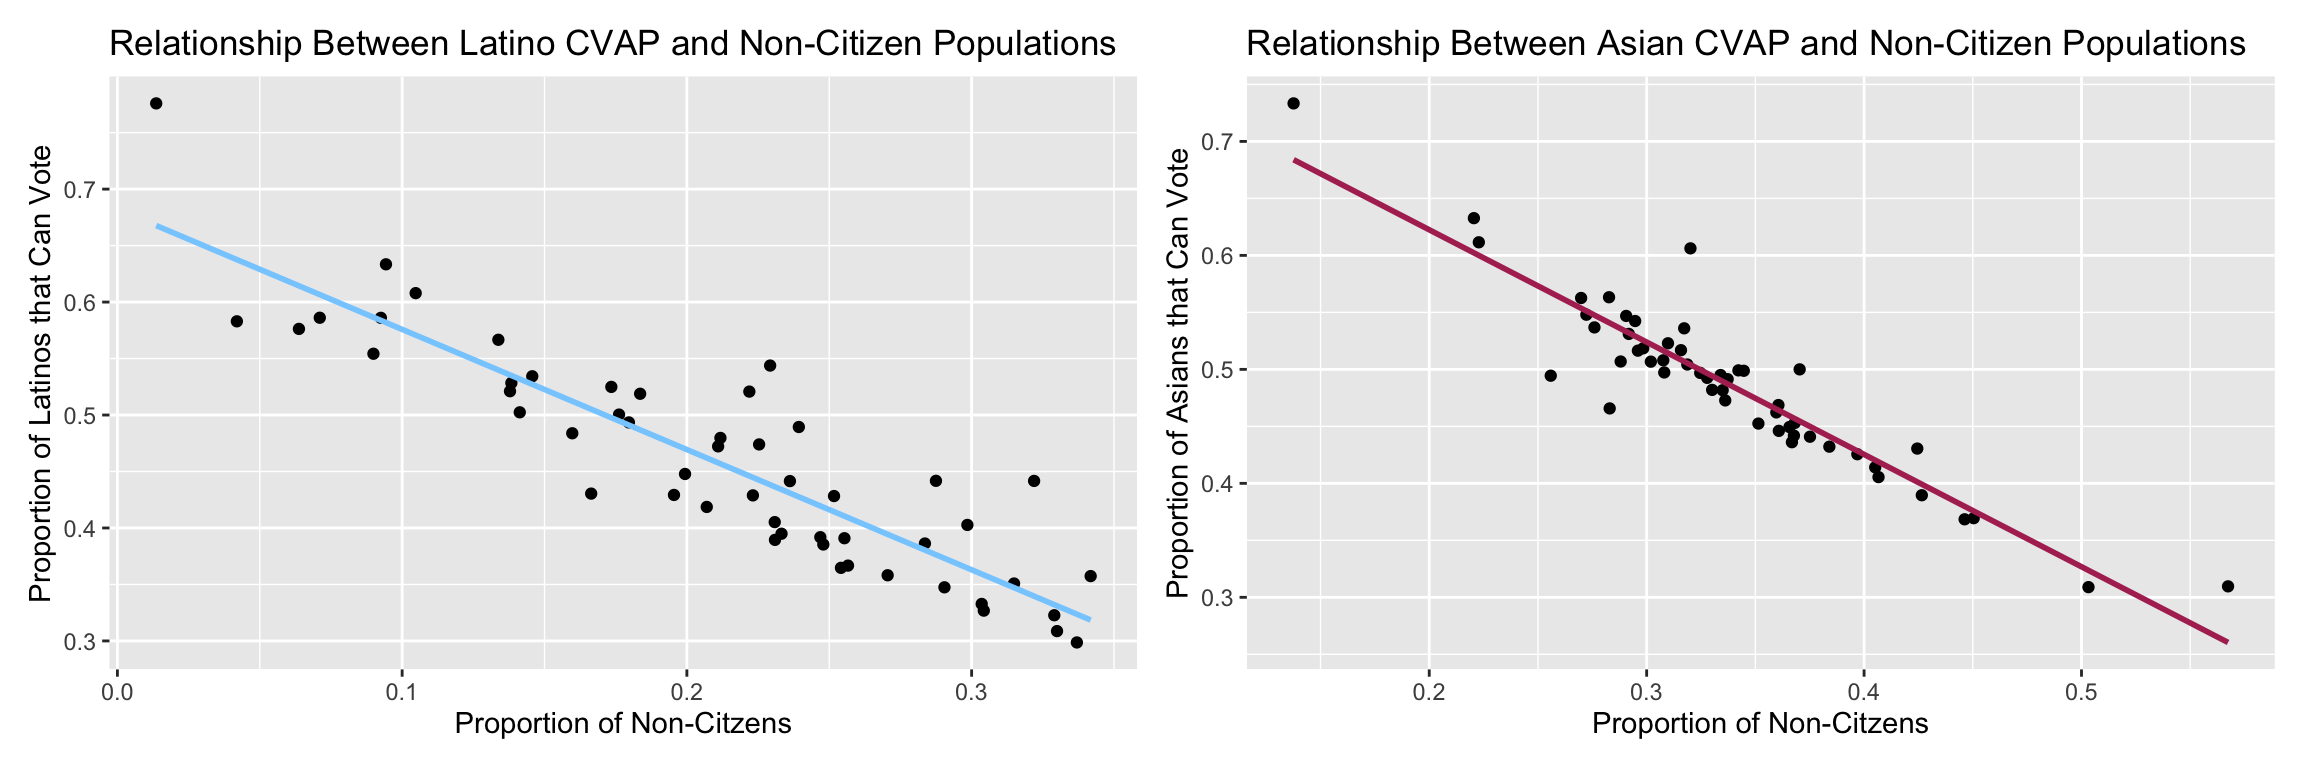 Relationship Between Latino CVAP and Non-Citizen Populations
Proportion of Latinos that Can Vote
0.7
0.6
0.5
0.4
0.3
0.0 0.1 0.2 0.3
Proportion of Non-Citzens
Relationship Between Asian CVAP and Non-Citizen Populations
Proportion of Asians that Can Vote
0.7
0.6
0.5
0.4
0.3
0.2 0.3 0.4 0.5
Proportion of Non-Citzens